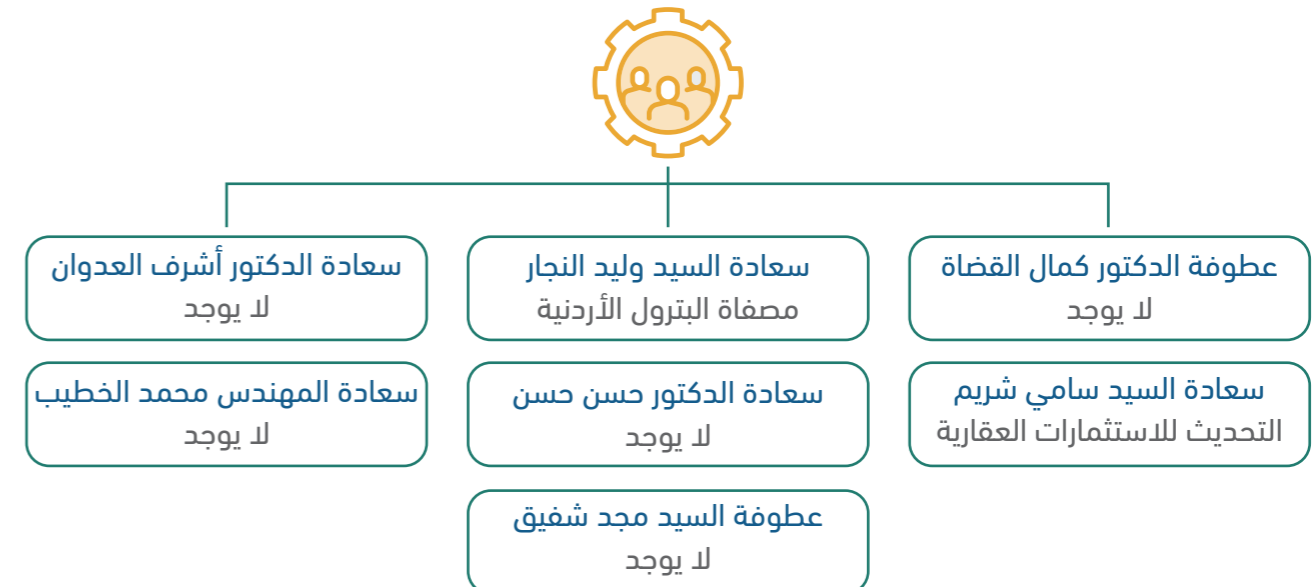 عطوفة الدكتور كمال القضاة
لا يوجد
سعادة السيد وليد النجار
مصفاة البترول الأردنية
سعادة الدكتور أشرف العدوان
لا يوجد
سعادة السيد سامي شريم
التحديث للاستثمارات العقارية
سعادة الدكتور حسن حسن
لا يوجد
سعادة المهندس محمد الخطيب
لا يوجد
عطوفة السيد مجد شفيق
لا يوجد